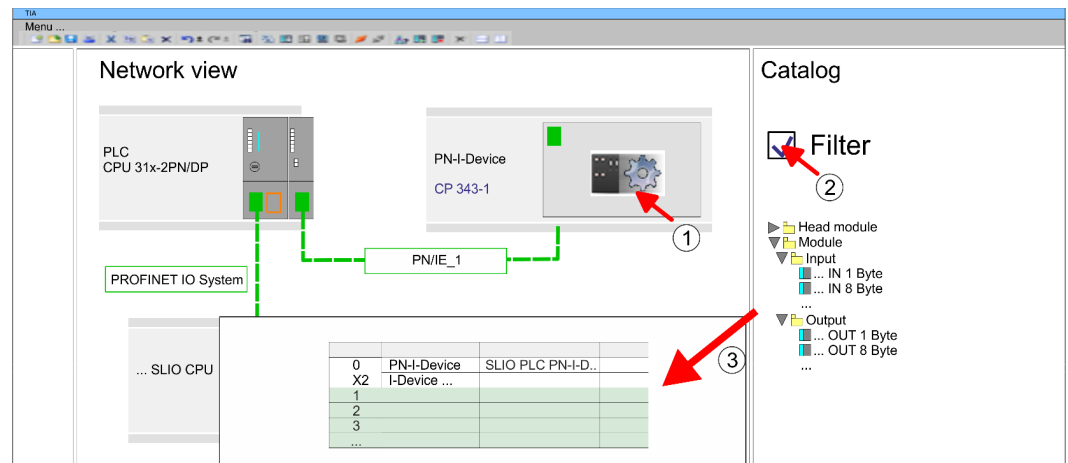 TIA
Menu ...
Network view
Catalog
PLC
CPU 31x-2PN/DP
PN-I-Device
CP 343-1
1
Filter
2
PN/IE_1
PROFINET IO System
Head module
Module
Input
... IN 1 Byte
... IN 8 Byte
...
Output
... OUT 1 Byte
... OUT 8 Byte
...
... SLIO CPU
0 PN-I-Device SLIO PLC PN-I-D..
X2 I-Device ...
1
2
3
...
3